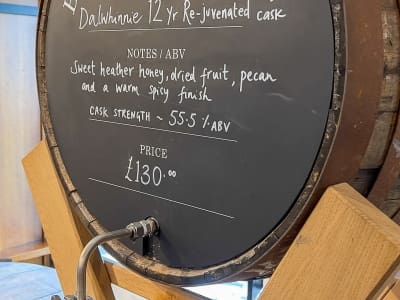 Dalwhinnie 12 Yr Re-juvenated cask
NOTES / ABV
Sweet heather honey, dried fruit, pecan
and a warm spicy finish
CASK STRENGTH ~ 55.5 % ABV
PRICE
£130.00